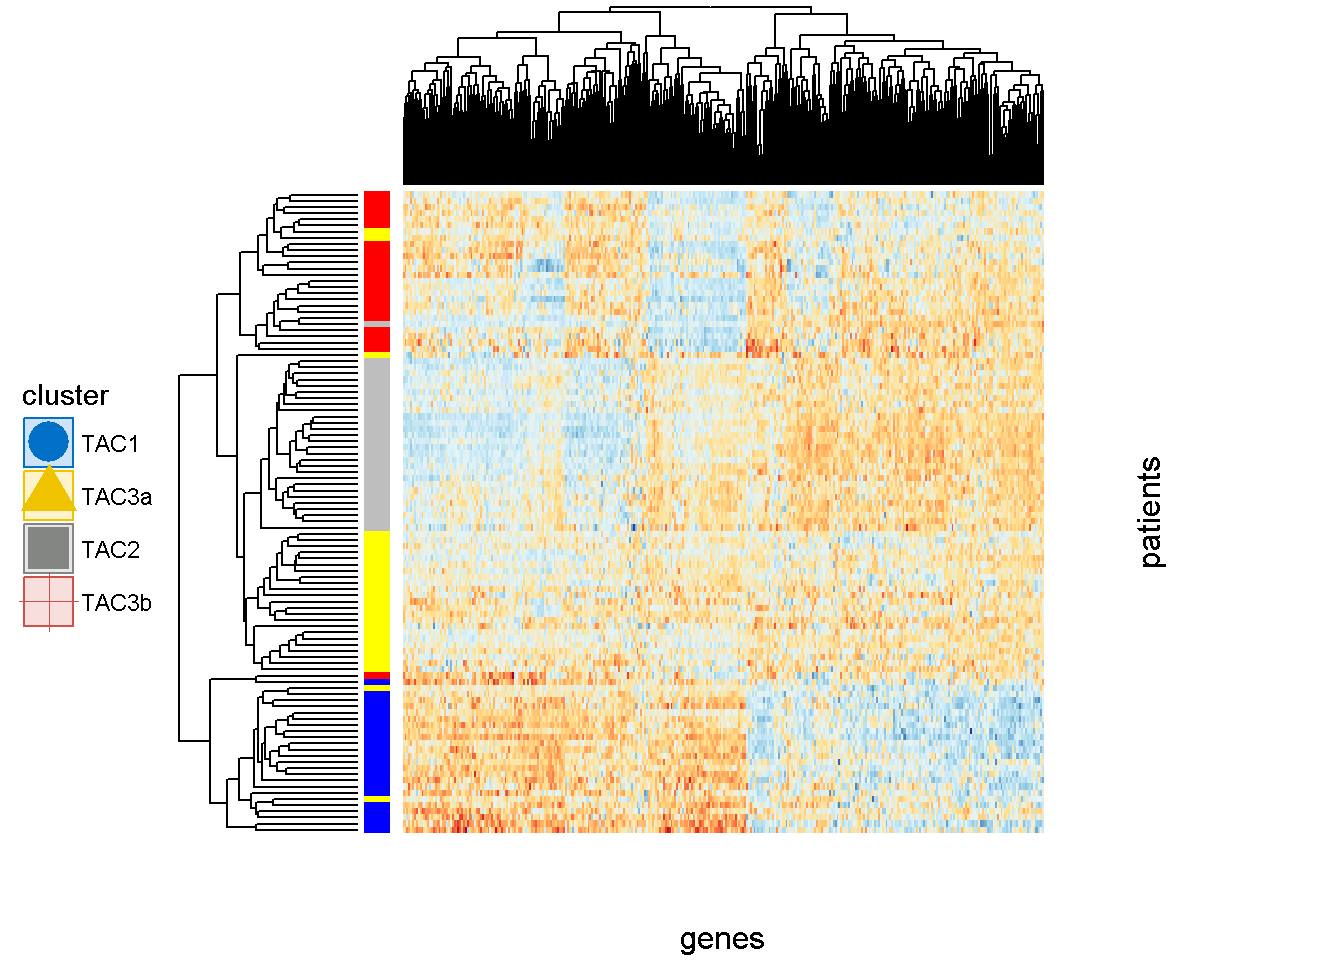 cluster
TAC1
TAC3a
TAC2
TAC3b
patients
genes